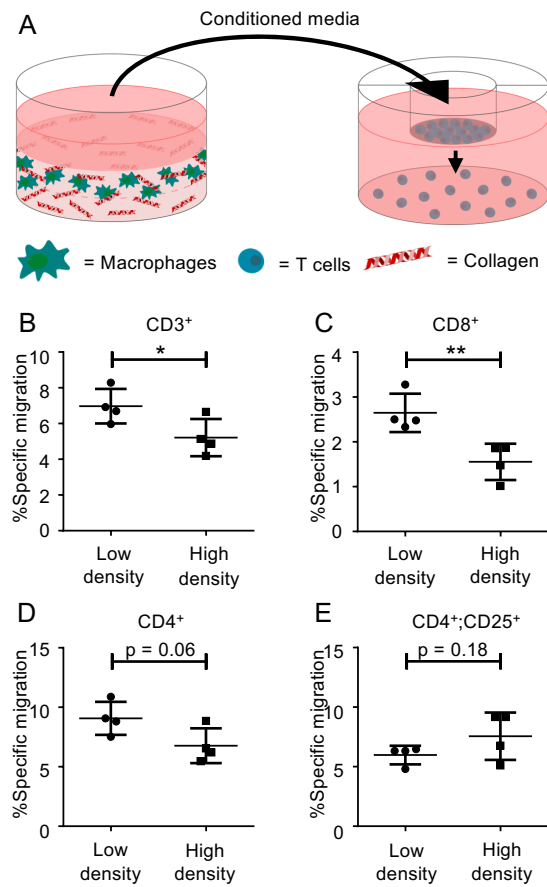 A
Conditioned media
= Macrophages
= T cells
= Collagen
B
CD3⁺
*
%Specific migration
10
8
6
4
2
0
Low density
High density
C
CD8⁺
**
%Specific migration
4
3
2
1
0
Low density
High density
D
CD4⁺
p = 0.06
%Specific migration
15
10
5
0
Low density
High density
E
CD4⁺;CD25⁺
p = 0.18
%Specific migration
15
10
5
0
Low density
High density